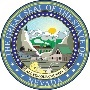 THE GREAT SEAL OF THE STATE
NEVADA